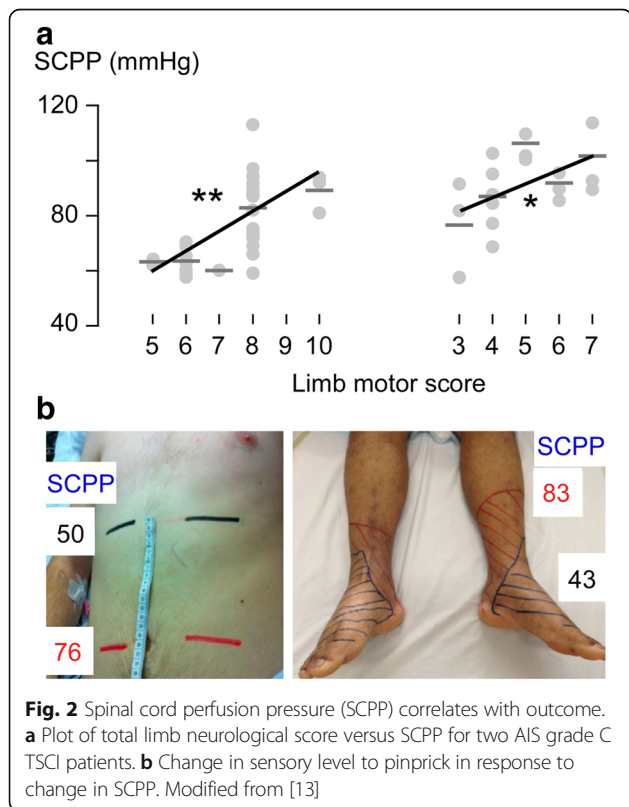 a
SCPP (mmHg)
120
80
40
**
*
5 6 7 8 9 10 3 4 5 6 7
Limb motor score
b
SCPP
50
76
SCPP
83
43
Fig. 2 Spinal cord perfusion pressure (SCPP) correlates with outcome.
a Plot of total limb neurological score versus SCPP for two AIS grade C
TSCI patients. b Change in sensory level to pinprick in response to
change in SCPP. Modified from [13]